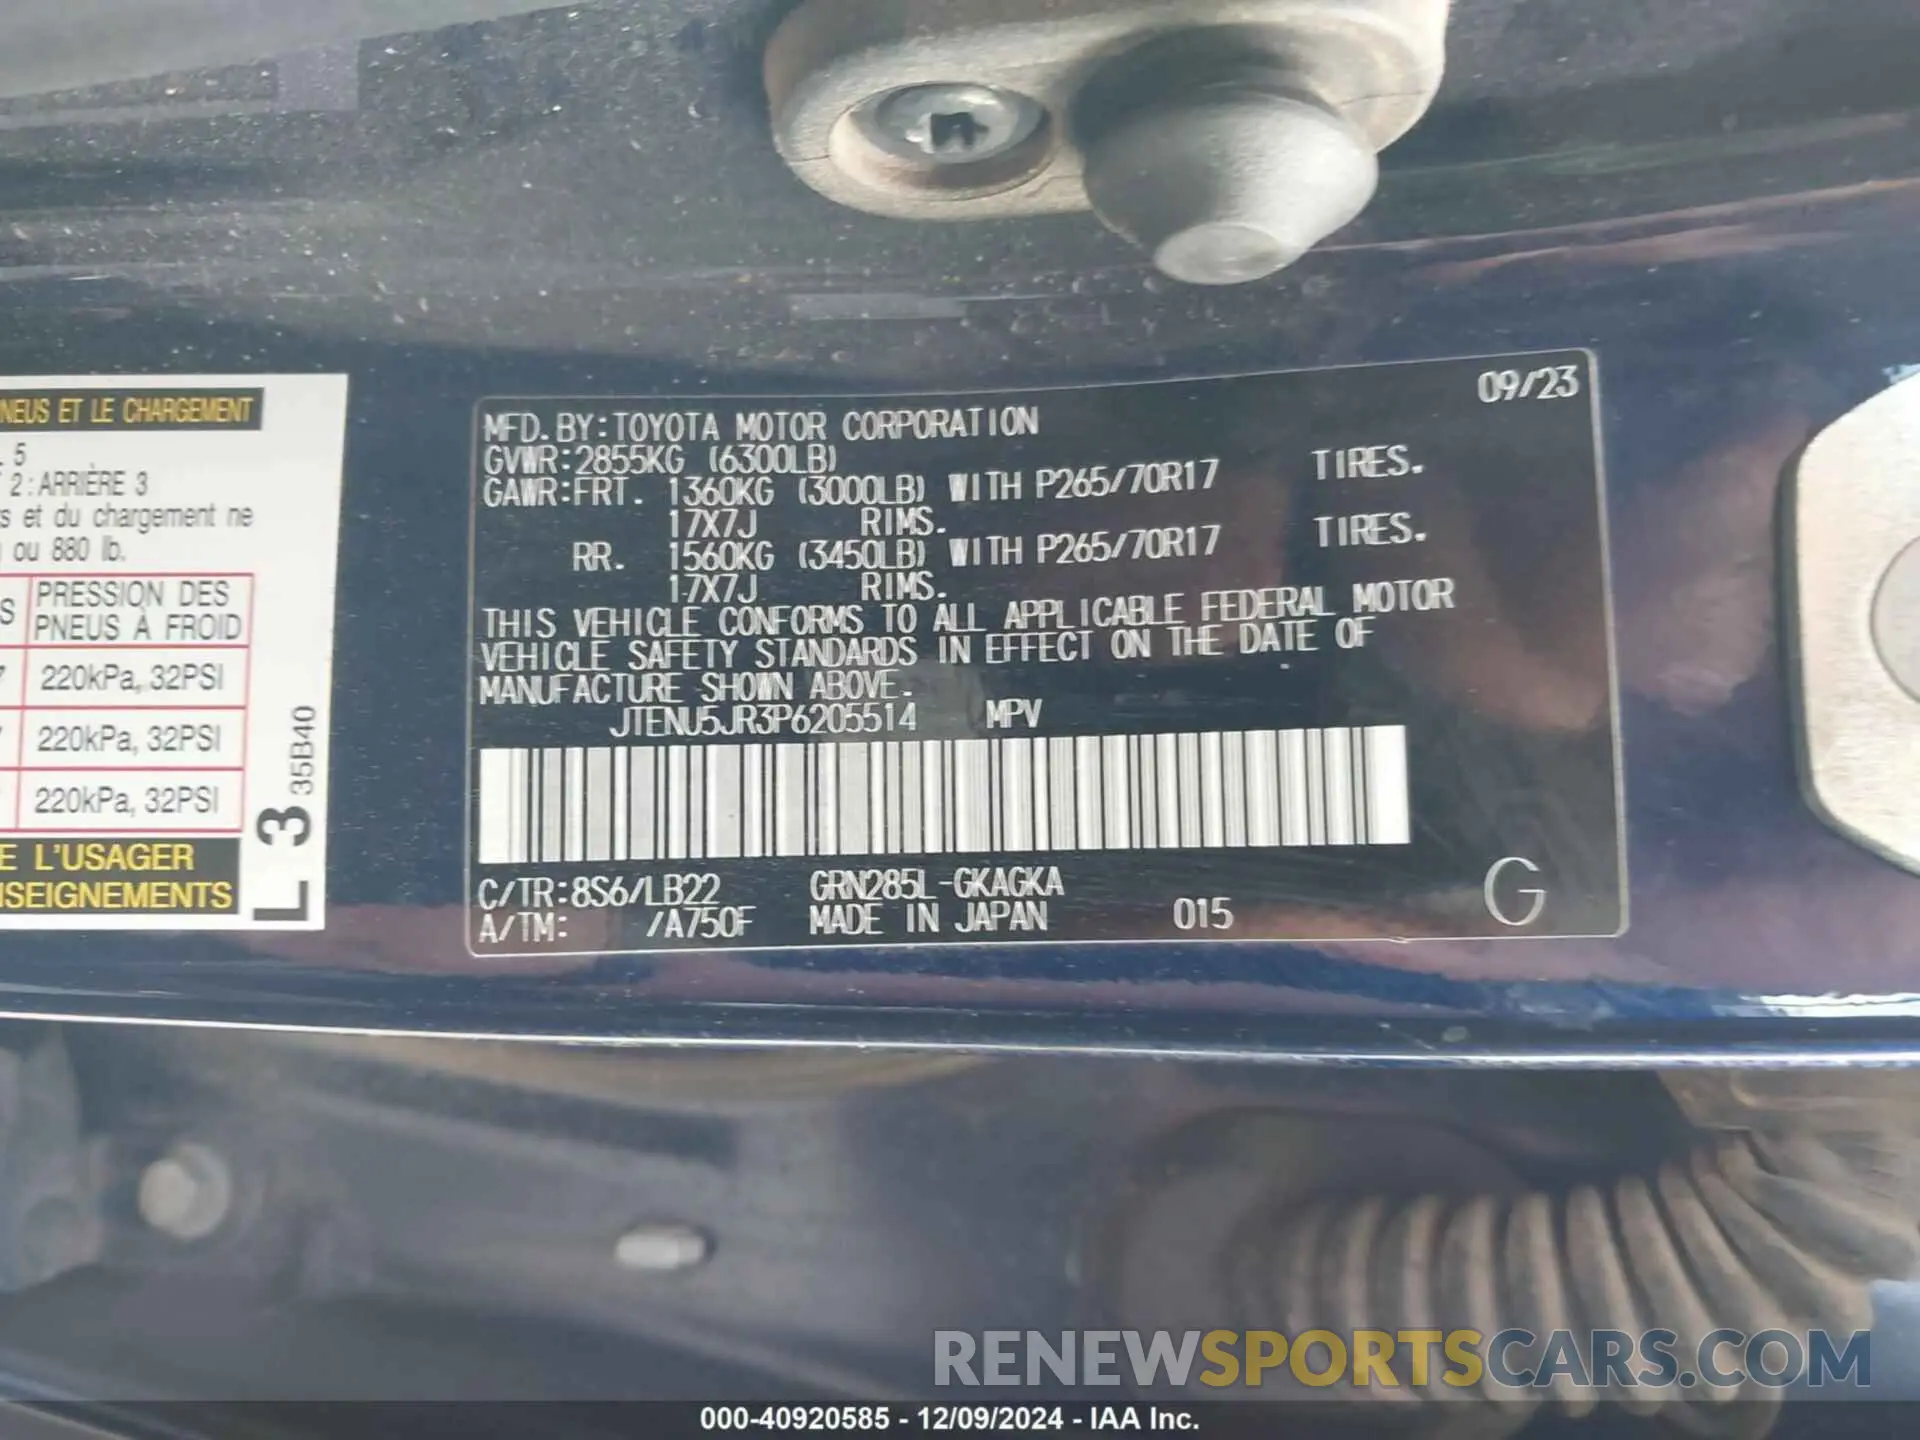 NEUS ET LE CHARGEMENT
5
2 : ARRIÈRE 3
s et du chargement ne
ou 880 lb.
S PRESSION DES
PNEUS À FROID
7 220kPa, 32PSI
7 220kPa, 32PSI
220kPa, 32PSI
E L'USAGER
NSEIGNEMENTS
L 3 35B40
09/23
MFD. BY: TOYOTA MOTOR CORPORATION
GVWR: 2855KG (6300LB)
GAWR: FRT. 1360KG (3000LB) WITH P265/70R17 TIRES.
17X7J RIMS.
RR. 1560KG (3450LB) WITH P265/70R17 TIRES.
17X7J RIMS.
THIS VEHICLE CONFORMS TO ALL APPLICABLE FEDERAL MOTOR
VEHICLE SAFETY STANDARDS IN EFFECT ON THE DATE OF
MANUFACTURE SHOWN ABOVE.
JTENU5JR3P6205514 MPV
C/TR: 8S6/LB22 GRN285L-GKAGKA
A/TM: /A750F MADE IN JAPAN 015
G
RENEWSPORTSCARS.COM
000-40920585 - 12/09/2024 - IAA Inc.